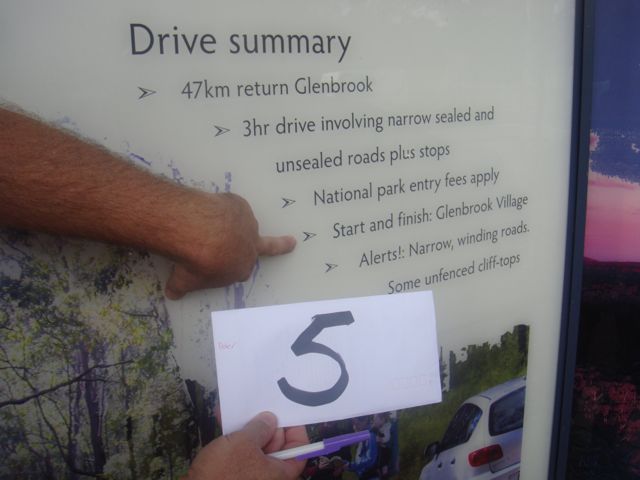 Drive summary
➢ 47km return Glenbrook
➢ 3hr drive involving narrow sealed and
unsealed roads plus stops
➢ National park entry fees apply
➢ Start and finish: Glenbrook Village
➢ Alerts!: Narrow, winding roads.
Some unfenced cliff-tops
5